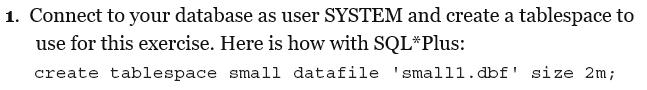 1. Connect to your database as user SYSTEM and create a tablespace to
use for this exercise. Here is how with SQL*Plus:
create tablespace small datafile 'small1.dbf' size 2m;